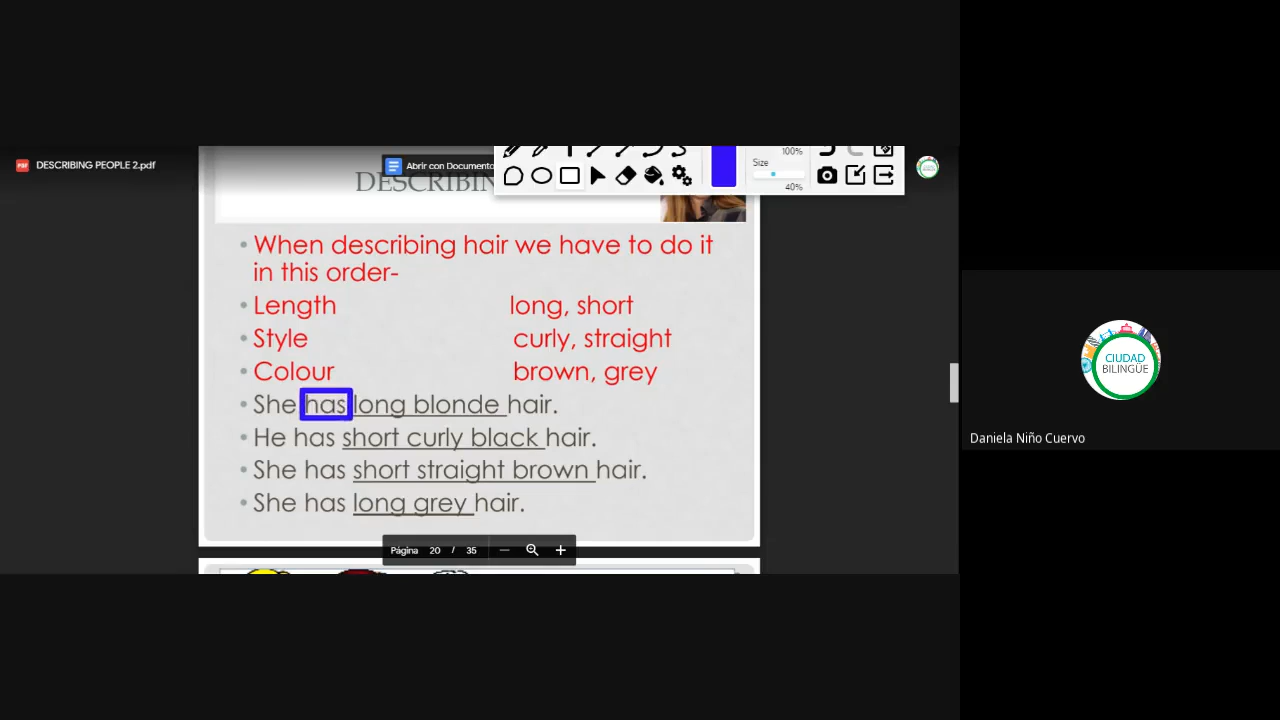 DESCRIBING PEOPLE 2.pdf
Abrir con Documento
100%
Size
40%
DESCRIBIN
When describing hair we have to do it
in this order-
Length long, short
Style curly, straight
Colour brown, grey
She has long blonde hair.
He has short curly black hair.
She has short straight brown hair.
She has long grey hair.
Página 20 / 35
CIUDAD
BILINGÜE
Daniela Niño Cuervo